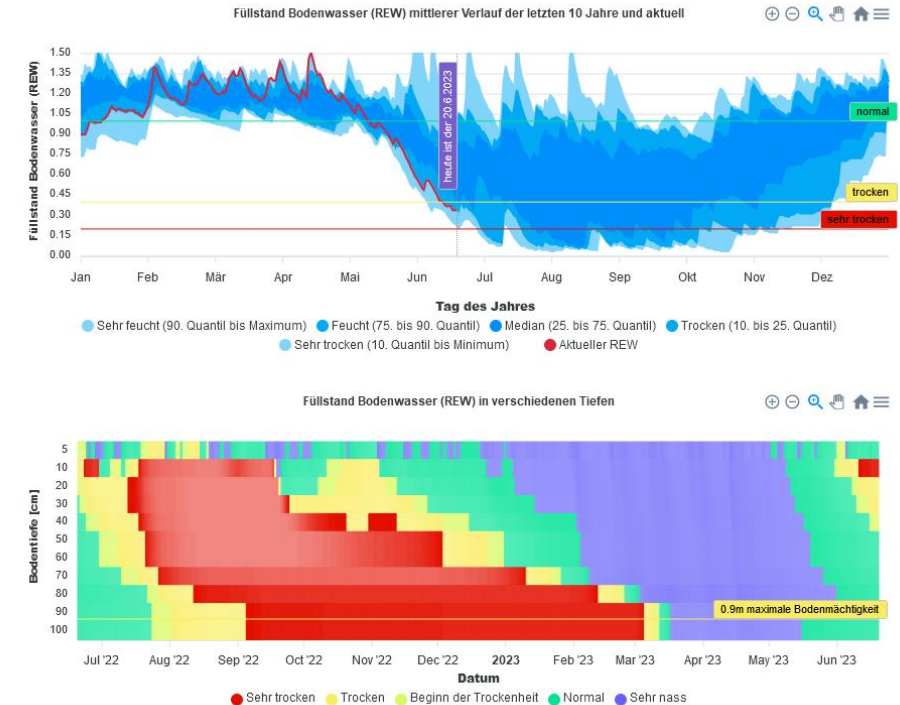 Füllstand Bodenwasser (REW) mittlerer Verlauf der letzten 10 Jahre und aktuell
Füllstand Bodenwasser (REW)
1.50
1.35
1.20
1.05
0.90
0.75
0.60
0.45
0.30
0.15
0.00
heute ist der 20.6.2023
normal
trocken
sehr trocken
Jan Feb Mär Apr Mai Jun Jul Aug Sep Okt Nov Dez
Tag des Jahres
Sehr feucht (90. Quantil bis Maximum) Feucht (75. bis 90. Quantil) Median (25. bis 75. Quantil) Trocken (10. bis 25. Quantil)
Sehr trocken (10. Quantil bis Minimum) Aktueller REW
Füllstand Bodenwasser (REW) in verschiedenen Tiefen
Bodentiefe [cm]
5
10
20
30
40
50
60
70
80
90
100
0.9m maximale Bodenmächtigkeit
Jul '22 Aug '22 Sep '22 Oct '22 Nov '22 Dec '22 2023 Feb '23 Mar '23 Apr '23 May '23 Jun '23
Datum
Sehr trocken Trocken Beginn der Trockenheit Normal Sehr nass